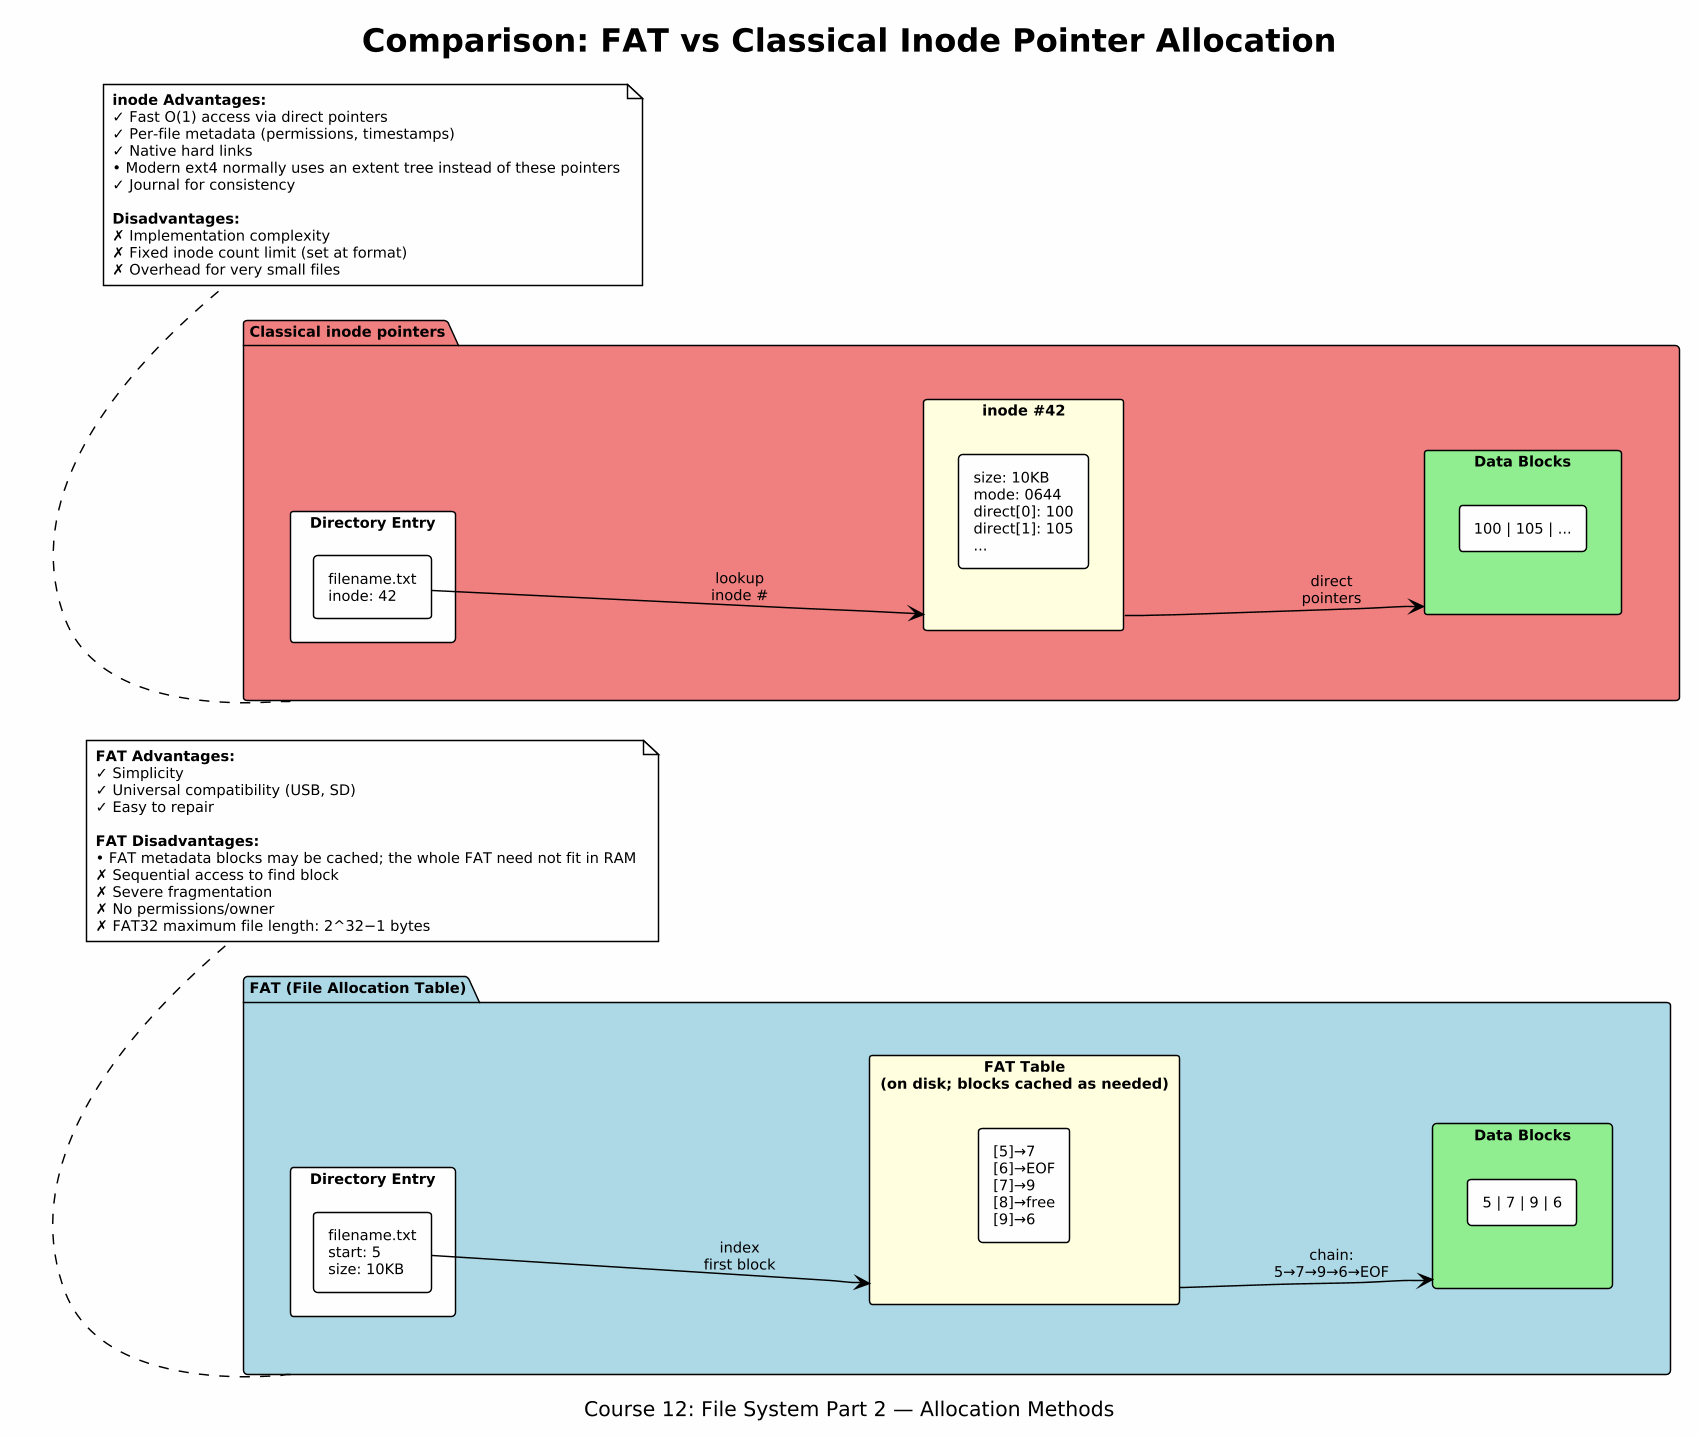 Comparison: FAT vs Classical Inode Pointer Allocation
inode Advantages:
✓ Fast O(1) access via direct pointers
✓ Per-file metadata (permissions, timestamps)
✓ Native hard links
• Modern ext4 normally uses an extent tree instead of these pointers
✓ Journal for consistency
Disadvantages:
✗ Implementation complexity
✗ Fixed inode count limit (set at format)
✗ Overhead for very small files
Classical inode pointers
Directory Entry
filename.txt
inode: 42
lookup
inode #
inode #42
size: 10KB
mode: 0644
direct[0]: 100
direct[1]: 105
...
direct
pointers
Data Blocks
100 | 105 | ...
FAT Advantages:
✓ Simplicity
✓ Universal compatibility (USB, SD)
✓ Easy to repair
FAT Disadvantages:
• FAT metadata blocks may be cached; the whole FAT need not fit in RAM
✗ Sequential access to find block
✗ Severe fragmentation
✗ No permissions/owner
✗ FAT32 maximum file length: 2^32−1 bytes
FAT (File Allocation Table)
Directory Entry
filename.txt
start: 5
size: 10KB
index
first block
FAT Table
(on disk; blocks cached as needed)
[5]→7
[6]→EOF
[7]→9
[8]→free
[9]→6
chain:
5→7→9→6→EOF
Data Blocks
5 | 7 | 9 | 6
Course 12: File System Part 2 — Allocation Methods